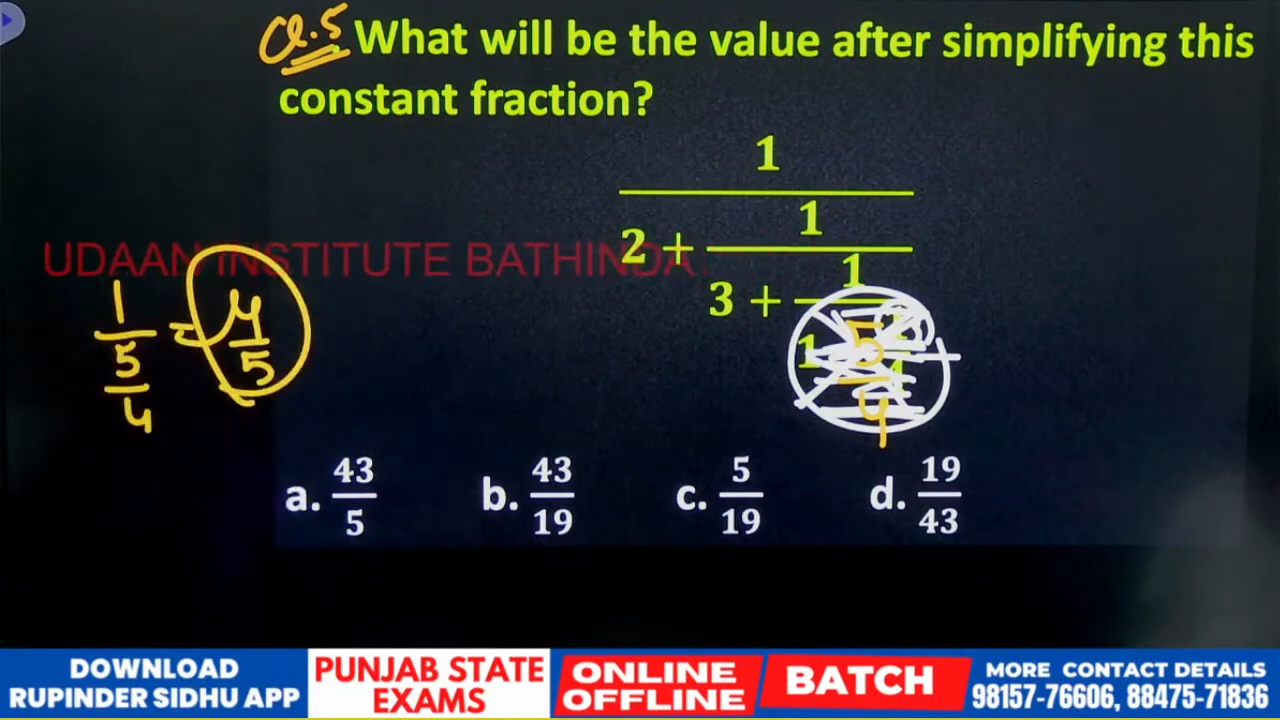 Q.5 What will be the value after simplifying this
constant fraction?
1
2 + 1
3 + 1
5
4
UDAAN INSTITUTE BATHINDA
1
5
4
= 4
5
a. 43/5 b. 43/19 c. 5/19 d. 19/43
DOWNLOAD
RUPINDER SIDHU APP
PUNJAB STATE
EXAMS
ONLINE
OFFLINE
BATCH
MORE CONTACT DETAILS
98157-76606, 88475-71836